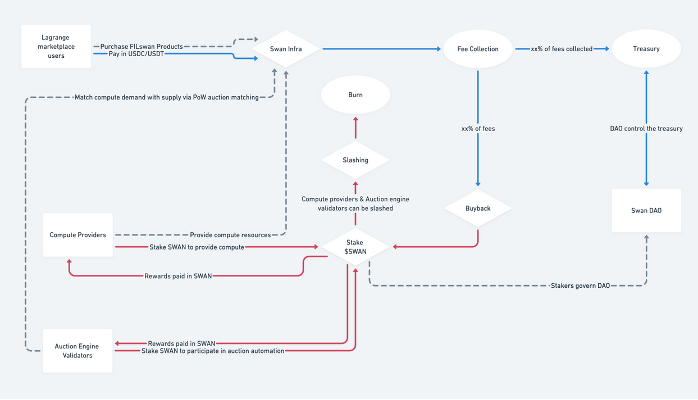 Lagrange
marketplace
users
Purchase FILswan Products
Pay in USDC/USDT
Swan Infra
Fee Collection
xx% of fees collected
Treasury
Match compute demand with supply via PoW auction matching
Burn
xx% of fees
DAO control the treasury
Slashing
Compute providers & Auction engine
validators can be slashed
Buyback
Swan DAO
Compute Providers
Provide compute resources
Stake SWAN to provide compute
Stake
$SWAN
Rewards paid in SWAN
Stakers govern DAO
Auction Engine
Validators
Rewards paid in SWAN
Stake SWAN to participate in auction automation